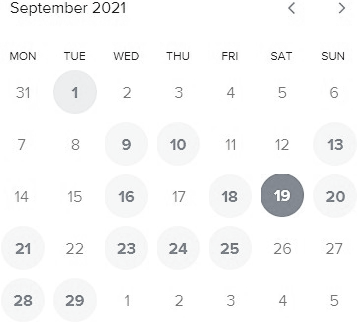 September 2021 < >
MON TUE WED THU FRI SAT SUN
31 1 2 3 4 5 6
7 8 9 10 11 12 13
14 15 16 17 18 19 20
21 22 23 24 25 26 27
28 29 1 2 3 4 5